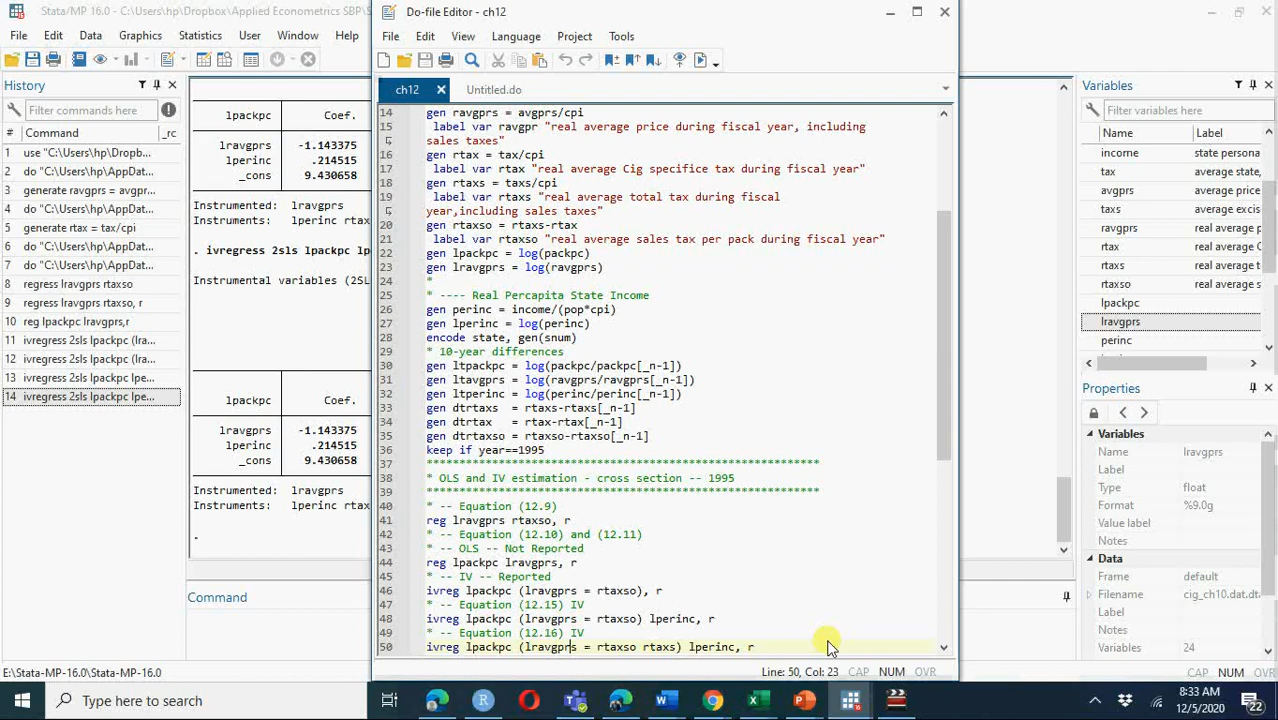 Stata/MP 16.0 - C:\Users\hp\Dropbox\Applied Econometrics SBP\
File Edit Data Graphics Statistics User Window Help
History
Filter commands
# Command _rc
1 use "C:\Users\hp\Dropb...
2 do "C:\Users\hp\AppDat...
3 generate ravgprs = avgpr...
4 do "C:\Users\hp\AppDat...
5 generate rtax = tax/cpi
6 do "C:\Users\hp\AppDat...
7 do "C:\Users\hp\AppDat...
8 regress lravgprs rtaxso
9 regress lravgprs rtaxso, r
10 reg lpackpc lravgprs,r
11 ivregress 2sls lpackpc (lra...
12 ivregress 2sls lpackpc (lra...
13 ivregress 2sls lpackpc lpe...
14 ivregress 2sls lpackpc lpe...
lpackpc Coef.
lravgprs -1.143375
lperinc .214515
_cons 9.430658
Instrumented: lravgprs
Instruments: lperinc rtax
. ivregress 2sls lpackpc lp
Instrumental variables (2SL
lpackpc Coef.
lravgprs -1.143375
lperinc .214515
_cons 9.430658
Instrumented: lravgprs
Instruments: lperinc rtax
.
Command
Do-file Editor - ch12
File Edit View Language Project Tools
ch12 Untitled.do
14 gen ravgprs = avgprs/cpi
15 label var ravgpr "real average price during fiscal year, including
sales taxes"
16 gen rtax = tax/cpi
17 label var rtax "real average Cig specific tax during fiscal year"
18 gen rtaxs = taxs/cpi
19 label var rtaxs "real average total tax during fiscal
year,including sales taxes"
20 gen rtaxso = rtaxs-rtax
21 label var rtaxso "real average sales tax per pack during fiscal year"
22 gen lpackpc = log(packpc)
23 gen lravgprs = log(ravgprs)
24 *
25 * ---- Real Percapita State Income
26 gen perinc = income/(pop*cpi)
27 gen lperinc = log(perinc)
28 encode state, gen(snum)
29 * 10-year differences
30 gen ltpackpc = log(packpc/packpc[_n-1])
31 gen ltavgprs = log(ravgprs/ravgprs[_n-1])
32 gen ltperinc = log(perinc/perinc[_n-1])
33 gen dtrtaxs = rtaxs-rtaxs[_n-1]
34 gen dtrtax = rtax-rtax[_n-1]
35 gen dtrtaxso = rtaxso-rtaxso[_n-1]
36 keep if year==1995
37 ************************************************************
38 * OLS and IV estimation - cross section -- 1995
39 ************************************************************
40 * -- Equation (12.9)
41 reg lravgprs rtaxso, r
42 * -- Equation (12.10) and (12.11)
43 * -- OLS -- Not Reported
44 reg lpackpc lravgprs, r
45 * -- IV -- Reported
46 ivreg lpackpc (lravgprs = rtaxso), r
47 * -- Equation (12.15) IV
48 ivreg lpackpc (lravgprs = rtaxso) lperinc, r
49 * -- Equation (12.16) IV
50 ivreg lpackpc (lravgprs = rtaxso rtaxs) lperinc, r
Line: 50, Col: 23 CAP NUM OVR
Variables
Filter variables here
Name Label
income state persona
tax average state,
avgprs average price
taxs average excis
ravgprs real average p
rtax real average C
rtaxs real average t
rtaxso real average s
lpackpc
lravgprs
perinc
Properties
Variables
Name lravgprs
Label
Type float
Format %9.0g
Value label
Notes
Data
Frame default
Filename cig_ch10.dat.dt
Label
Notes
Variables 24
CAP NUM OVR
E:\Stata-MP-16.0\Stata-MP-16.0
Type here to search
8:33 AM
12/5/2020
22